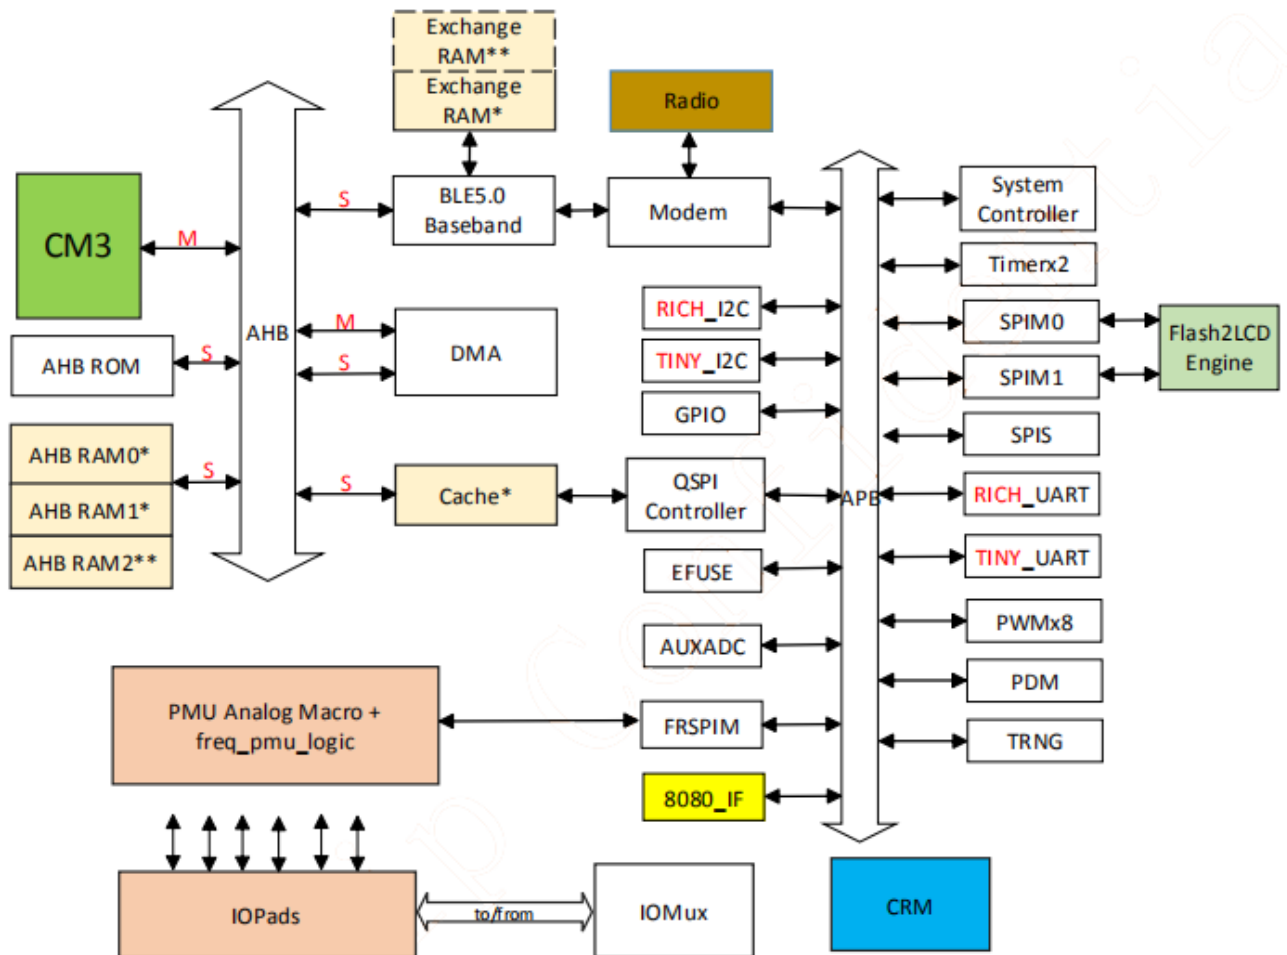 Exchange
RAM**
Exchange
RAM*
Radio
CM3
M
S
BLE5.0
Baseband
Modem
System
Controller
Timerx2
AHB
M
S
DMA
RICH_I2C
TINY_I2C
GPIO
SPIM0
SPIM1
Flash2LCD
Engine
AHB ROM
S
SPIS
AHB RAM0*
AHB RAM1*
AHB RAM2**
S
S
Cache*
QSPI
Controller
APB
RICH_UART
TINY_UART
EFUSE
AUXADC
PWMx8
PDM
TRNG
PMU Analog Macro +
freq_pmu_logic
FRSPIM
8080_IF
IOPads
to/from
IOMux
CRM
Confidentia